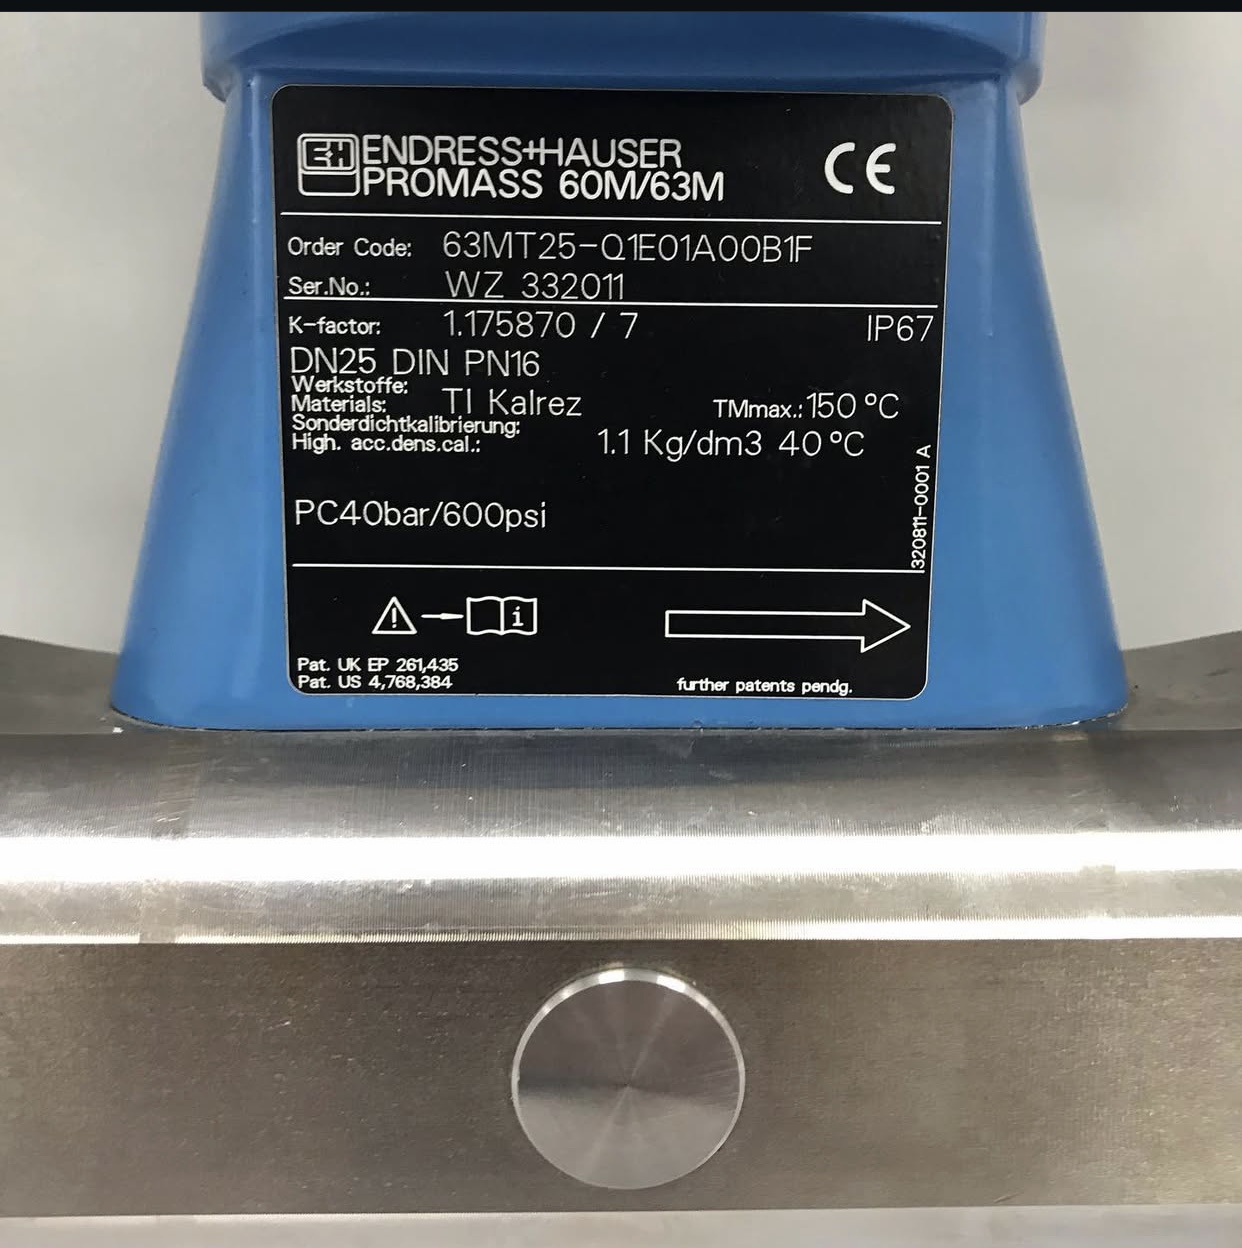 E+H
ENDRESS+HAUSER
PROMASS 60M/63M
CE
Order Code: 63MT25-Q1E01A00B1F
Ser.No.: WZ 332011
K-factor: 1.175870 / 7 IP67
DN25 DIN PN16
Werkstoffe:
Materials: TI Kalrez TMmax.: 150 °C
Sonderdichtkalibrierung:
High. acc.dens.cal.: 1.1 Kg/dm3 40 °C
320811-0001 A
PC40bar/600psi
i
Pat. UK EP 261,435
Pat. US 4,768,384
further patents pendg.